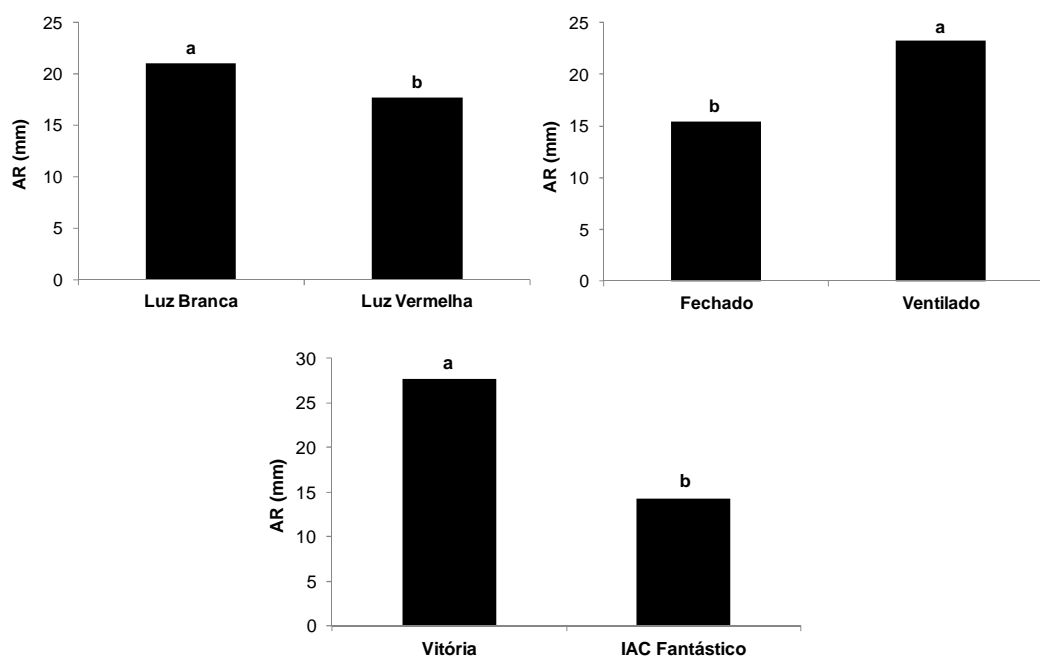 25
20
15
10
5
0
AR (mm)
a
b
Luz Branca
Luz Vermelha
25
20
15
10
5
0
AR (mm)
b
a
Fechado
Ventilado
30
25
20
15
10
5
0
AR (mm)
a
b
Vitória
IAC Fantástico